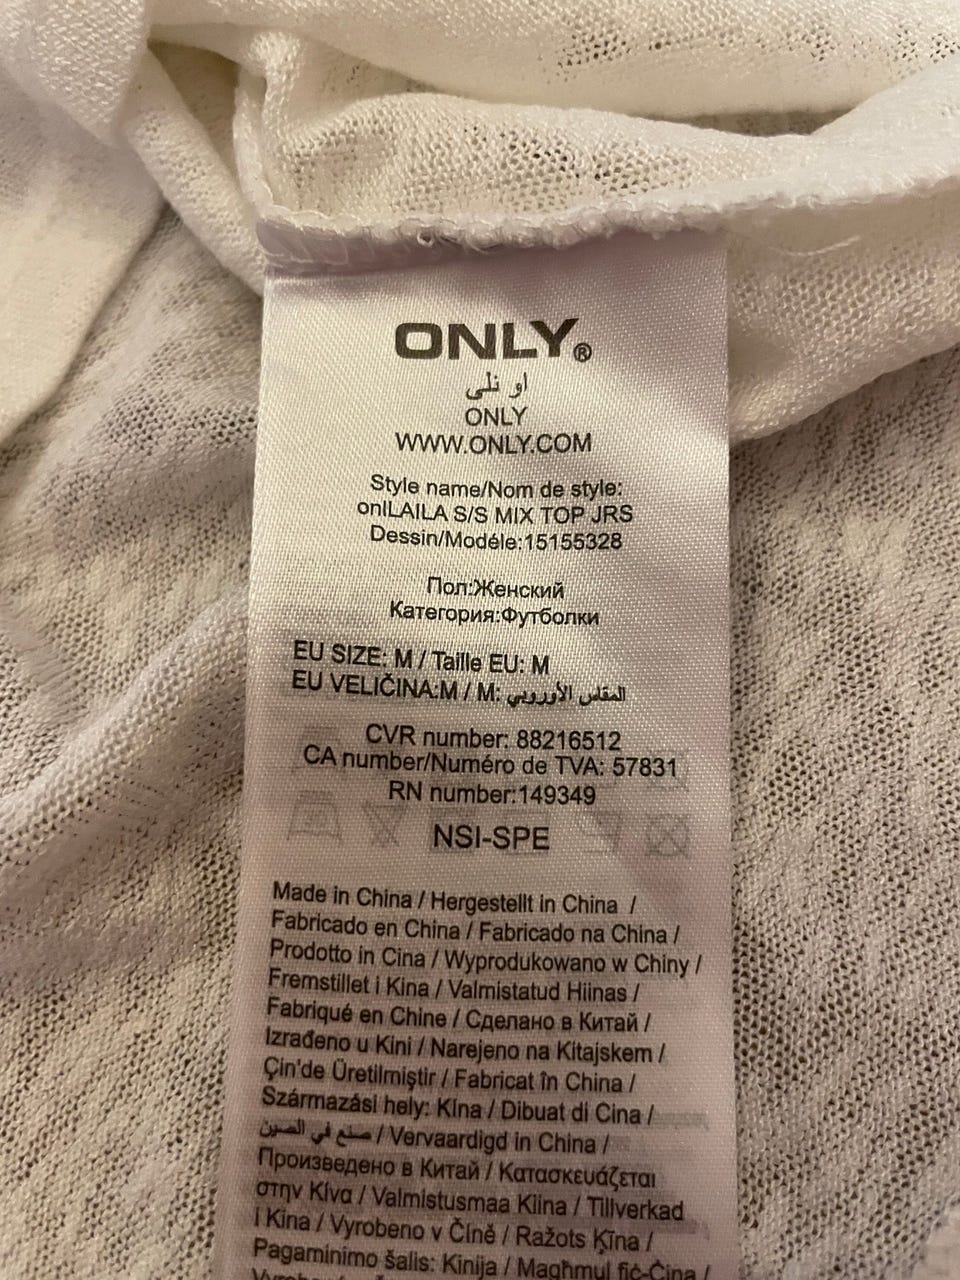 ONLY®
او نلى
ONLY
WWW.ONLY.COM
Style name/Nom de style:
onlLAILA S/S MIX TOP JRS
Dessin/Modéle:15155328
Пол:Женский
Категория:Футболки
EU SIZE: M / Taille EU: M
EU VELIČINA:M / M: المقاس الأوروبي
CVR number: 88216512
CA number/Numéro de TVA: 57831
RN number:149349
NSI-SPE
Made in China / Hergestellt in China /
Fabricado en China / Fabricado na China /
Prodotto in Cina / Wyprodukowano w Chiny /
Fremstillet i Kina / Valmistatud Hiinas /
Fabriqué en Chine / Сделано в Китай /
Izrađeno u Kini / Narejeno na Kitajskem /
Çin'de Üretilmiştir / Fabricat în China /
Származási hely: Kína / Dibuat di Cina /
صنع في الصين / Vervaardigd in China /
Произведено в Китай / Κατασκευάζεται
στην Κίνα / Valmistusmaa Kiina / Tillverkad
i Kina / Vyrobeno v Číně / Ražots Ķīna /
Pagaminimo šalis: Kinija / Magħmul fiċ-Ċina /